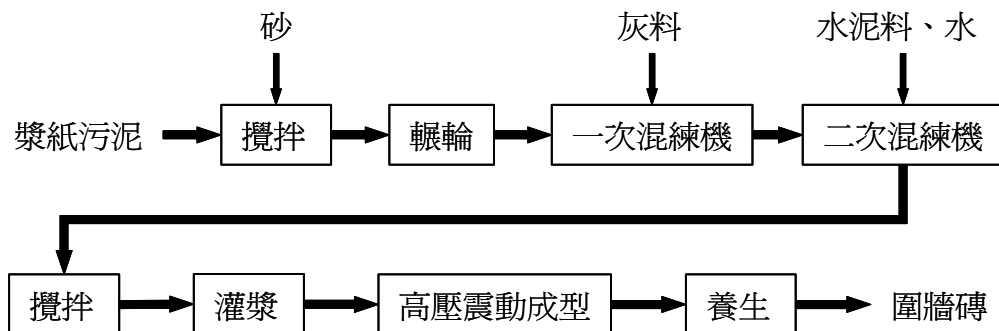 砂 灰料 水泥料、水
漿紙污泥 攪拌 輾輪 一次混練機 二次混練機
攪拌 灌漿 高壓震動成型 養生 圍牆磚